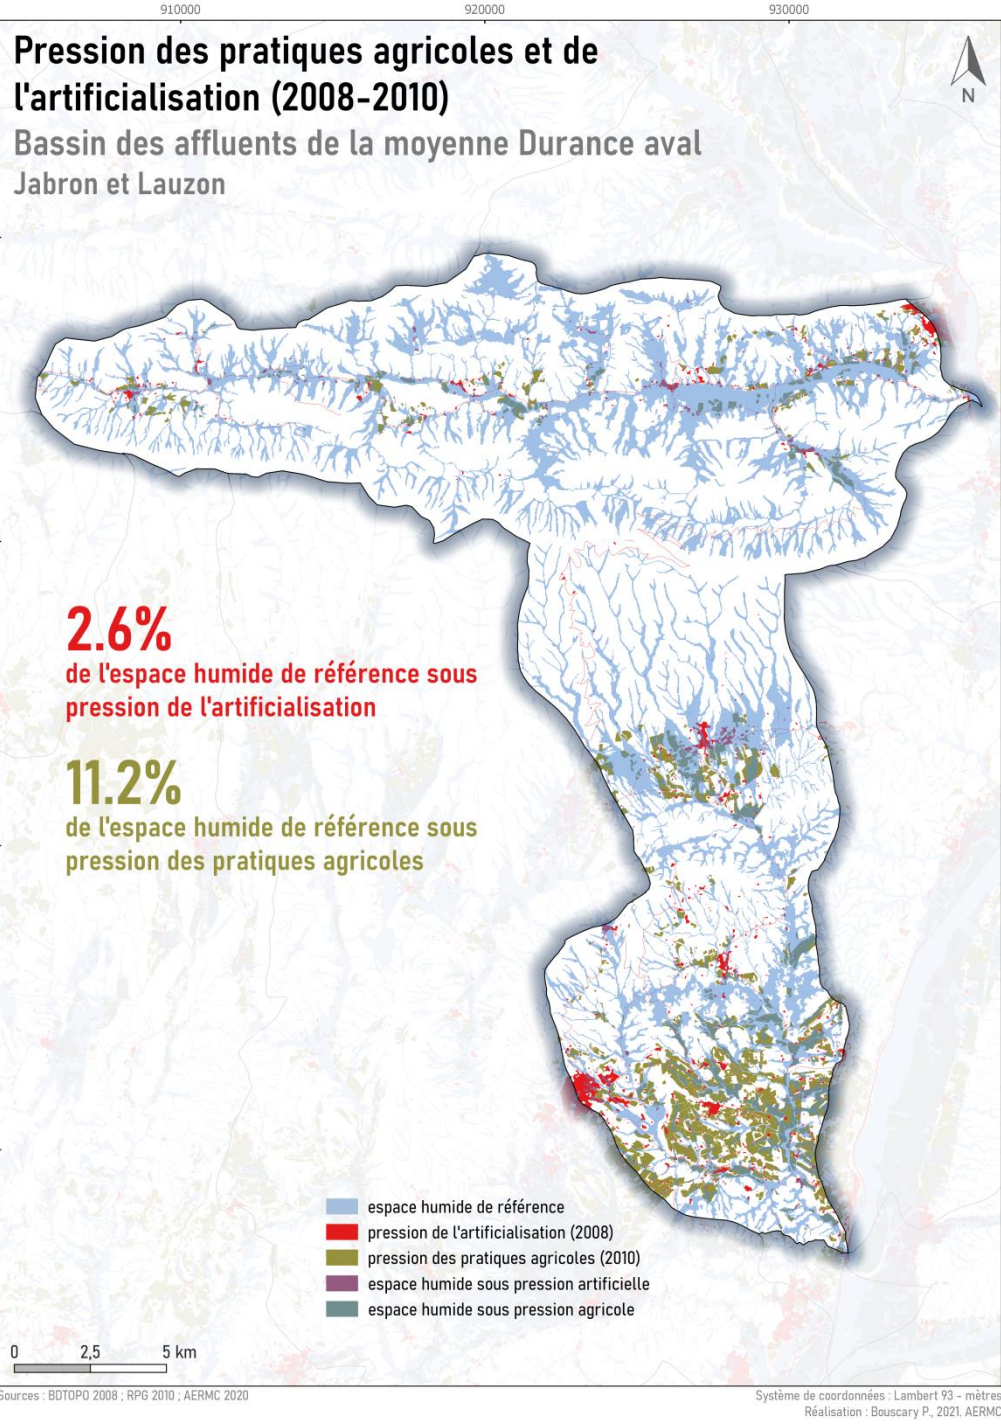 910000
920000
930000
Pression des pratiques agricoles et de
l'artificialisation (2008-2010)
Bassin des affluents de la moyenne Durance aval
Jabron et Lauzon
N
2.6%
de l'espace humide de référence sous
pression de l'artificialisation
11.2%
de l'espace humide de référence sous
pression des pratiques agricoles
espace humide de référence
pression de l'artificialisation (2008)
pression des pratiques agricoles (2010)
espace humide sous pression artificielle
espace humide sous pression agricole
0 2,5 5 km
Sources : BDTOPO 2008 ; RPG 2010 ; AERMC 2020
Système de coordonnées : Lambert 93 - mètres
Réalisation : Bouscary P., 2021. AERMC